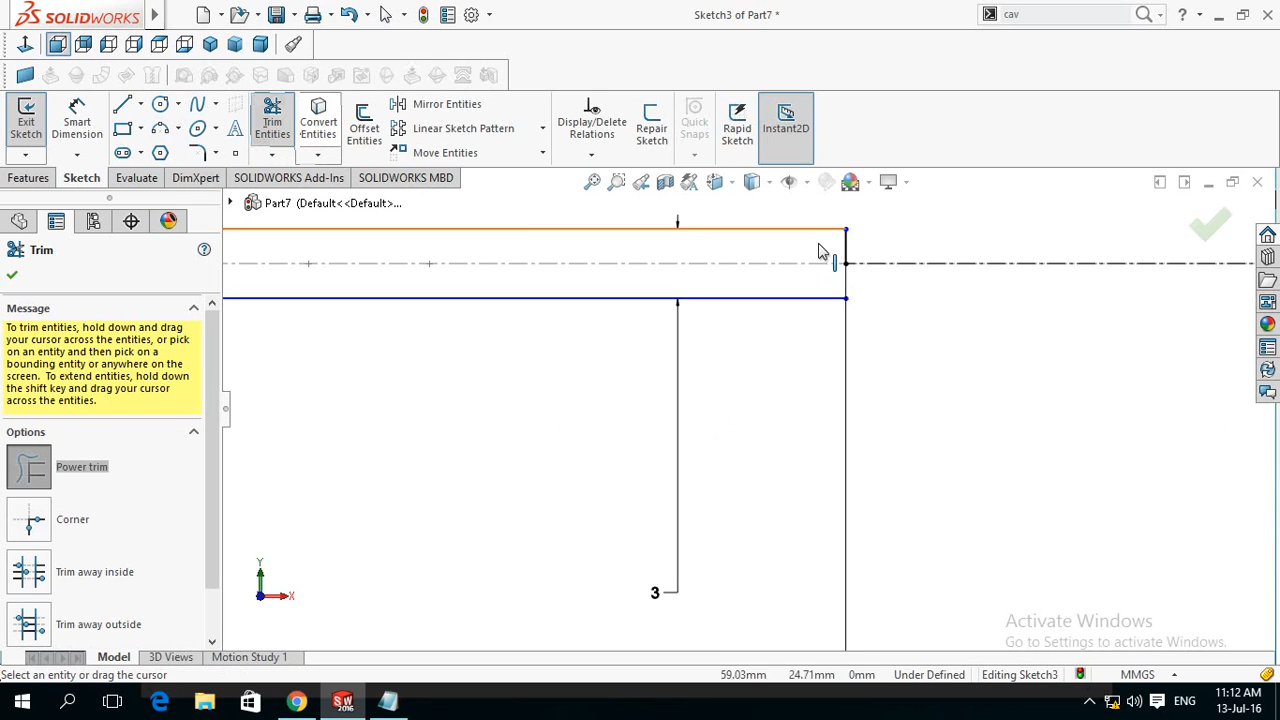 SOLIDWORKS
Sketch3 of Part7 *
cav
Exit Sketch
Smart Dimension
Trim Entities
Convert Entities
Offset Entities
Mirror Entities
Linear Sketch Pattern
Move Entities
Display/Delete Relations
Repair Sketch
Quick Snaps
Rapid Sketch
Instant2D
Features
Sketch
Evaluate
DimXpert
SOLIDWORKS Add-Ins
SOLIDWORKS MBD
Part7 (Default<<Default>...
Trim
?
Message
To trim entities, hold down and drag
your cursor across the entities, or pick
on an entity and then pick on a
bounding entity or anywhere on the
screen. To extend entities, hold down
the shift key and drag your cursor
across the entities.
Options
Power trim
Corner
Trim away inside
Trim away outside
Y
X
3
Activate Windows
Go to Settings to activate Windows.
Model
3D Views
Motion Study 1
Select an entity or drag the cursor
59.03mm
24.71mm
0mm
Under Defined
Editing Sketch3
MMGS
SW
2016
ENG
11:12 AM
13-Jul-16